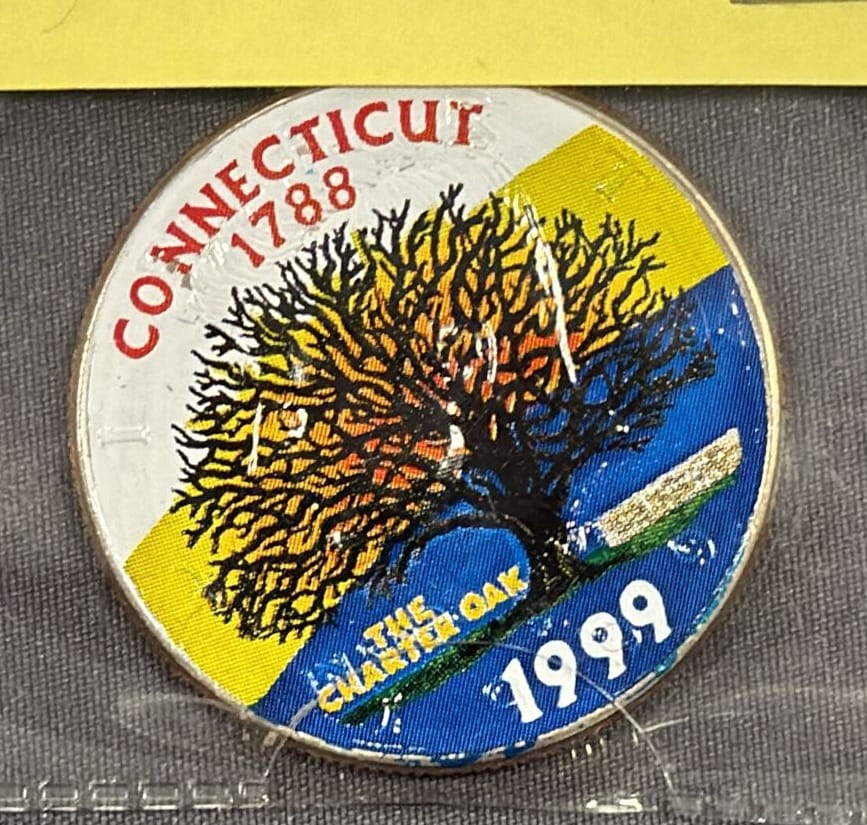 CONNECTICUT
1788
THE
CHARTER OAK
1999